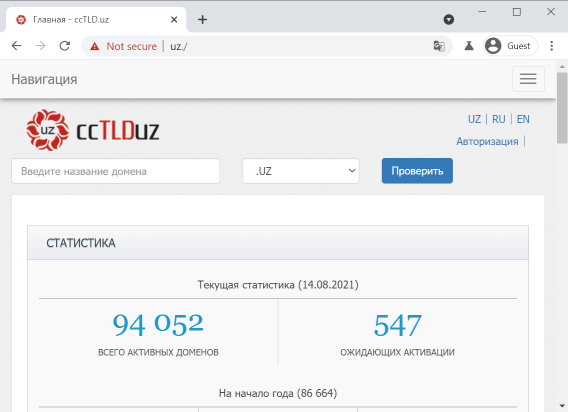 Главная - ccTLD.uz
Not secure | uz./
Guest
Навигация
UZ ccTLDuz
UZ | RU | EN
Авторизация |
Введите название домена
.UZ
Проверить
СТАТИСТИКА
Текущая статистика (14.08.2021)
94 052
547
ВСЕГО АКТИВНЫХ ДОМЕНОВ
ОЖИДАЮЩИХ АКТИВАЦИИ
На начало года (86 664)